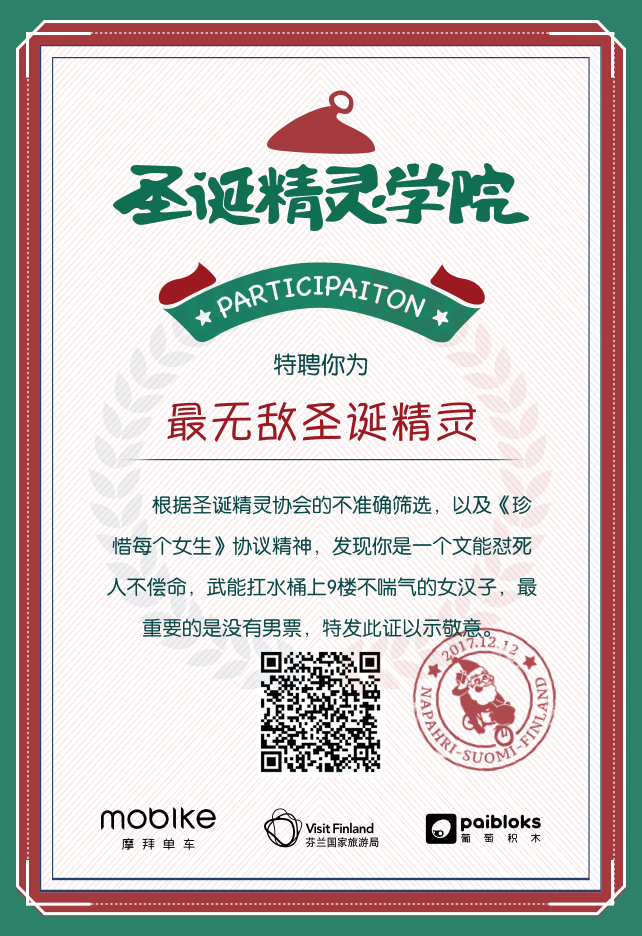 圣诞精灵学院
PARTICIPAITON
特聘你为
最无敌圣诞精灵
根据圣诞精灵协会的不准确筛选，以及《珍
惜每个女生》协议精神，发现你是一个文能怼死
人不偿命，武能扛水桶上9楼不喘气的女汉子，最
重要的是没有男票，特发此证以示敬意。
2017.12.12
NAPAHRI-SUOMI-FINLAND
mobike
摩拜单车
Visit Finland
芬兰国家旅游局
paibloks
葡萄积木